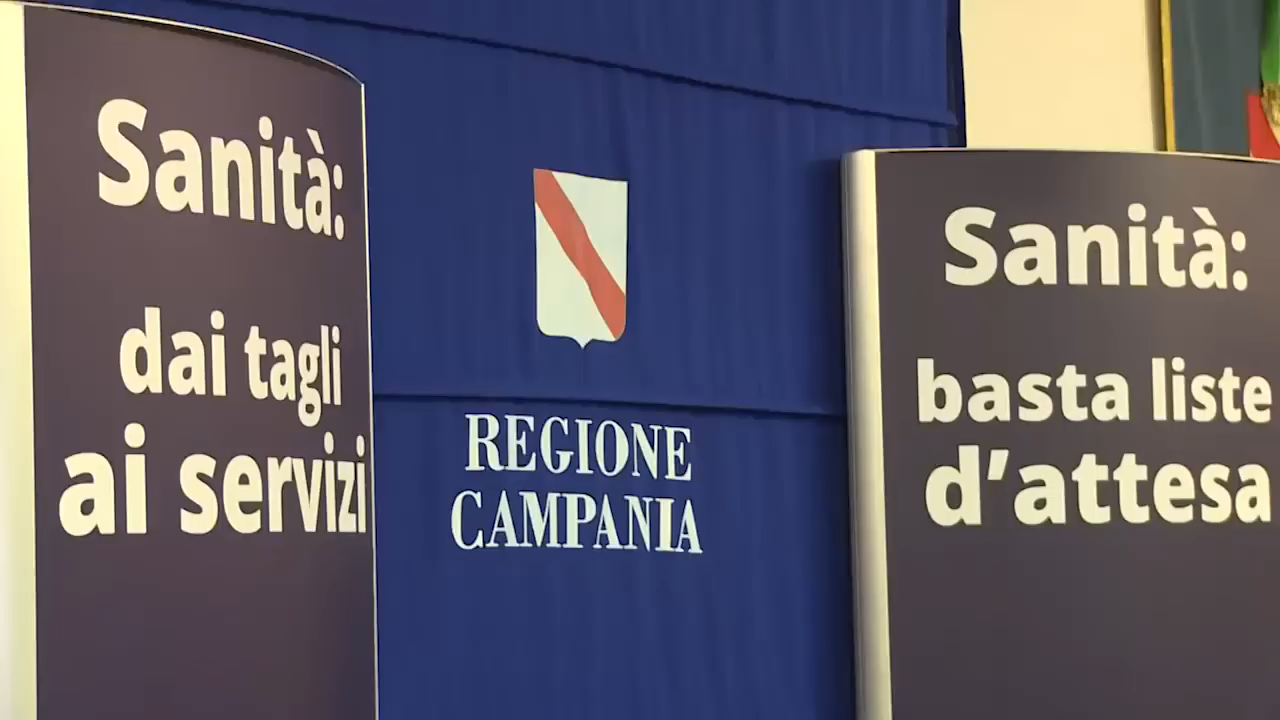 Sanità:
dai tagli
ai servizi
REGIONE
CAMPANIA
Sanità:
basta liste
d'attesa